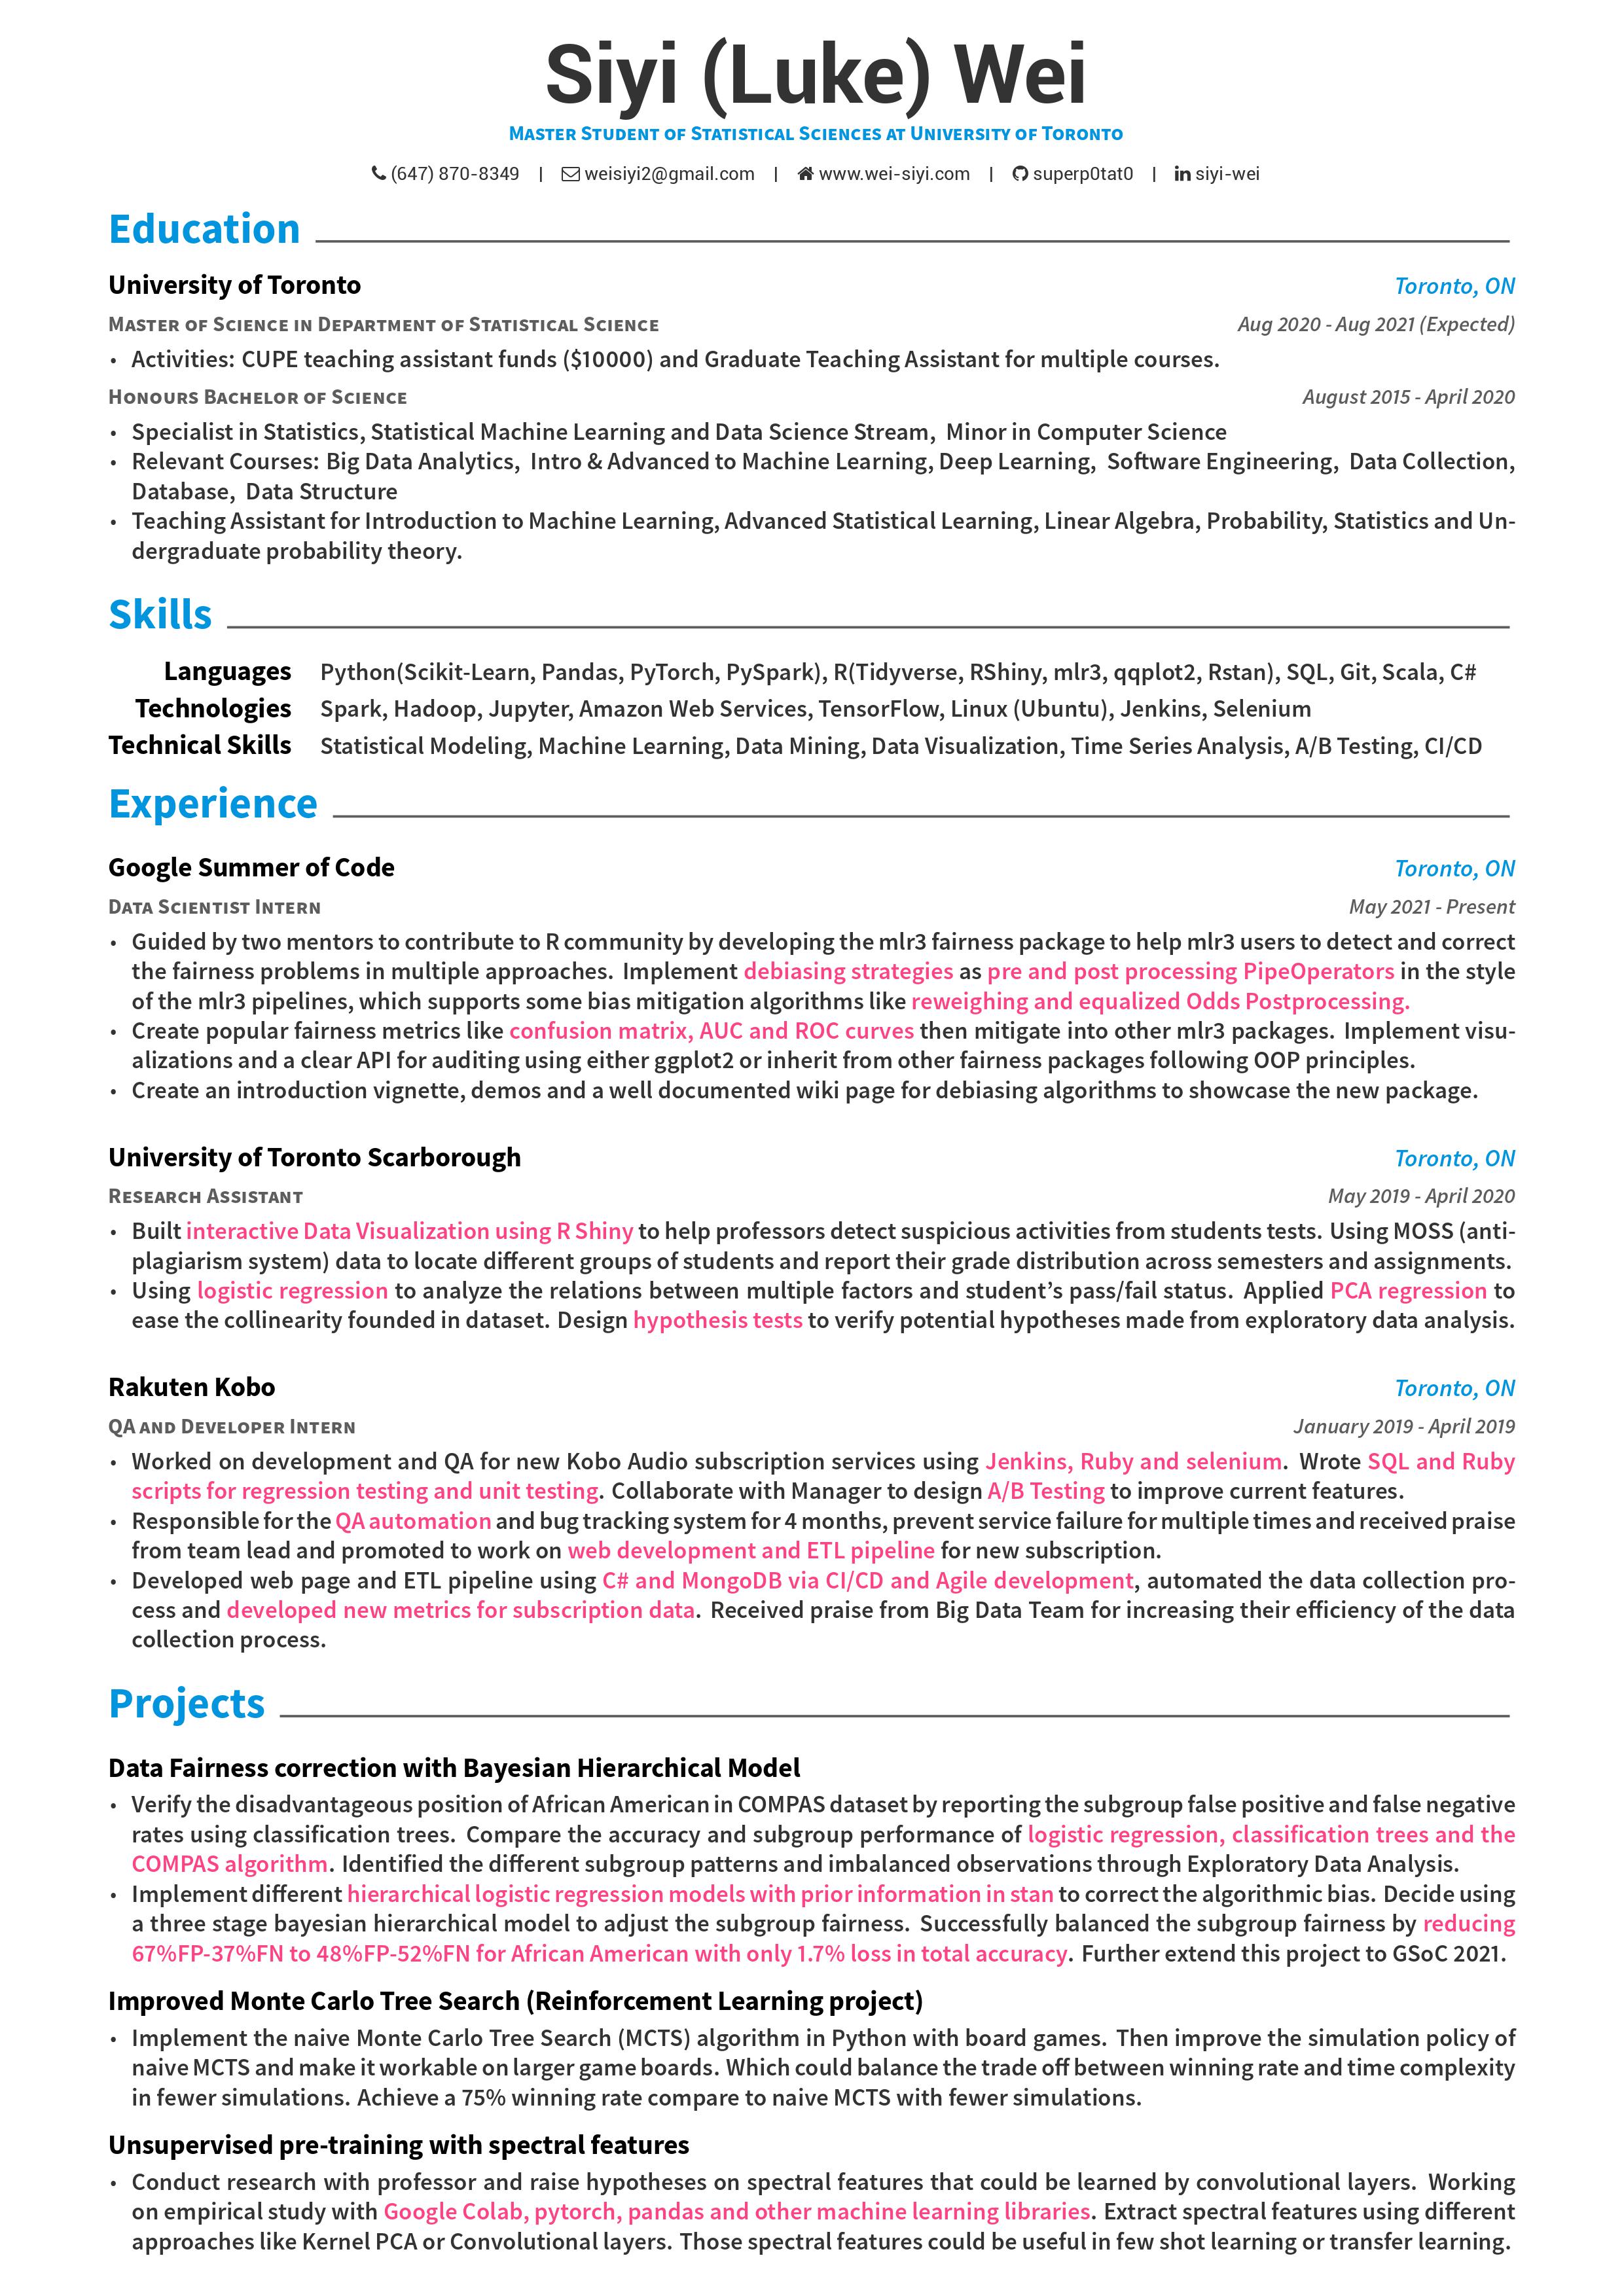 Siyi (Luke) Wei
Master Student of Statistical Sciences at University of Toronto
(647) 870-8349 | weisiyi2@gmail.com | www.wei-siyi.com | superp0tat0 | siyi-wei
Education
University of Toronto Toronto, ON
Master of Science in Department of Statistical Science Aug 2020 - Aug 2021 (Expected)
• Activities: CUPE teaching assistant funds ($10000) and Graduate Teaching Assistant for multiple courses.
Honours Bachelor of Science August 2015 - April 2020
• Specialist in Statistics, Statistical Machine Learning and Data Science Stream, Minor in Computer Science
• Relevant Courses: Big Data Analytics, Intro & Advanced to Machine Learning, Deep Learning, Software Engineering, Data Collection,
Database, Data Structure
• Teaching Assistant for Introduction to Machine Learning, Advanced Statistical Learning, Linear Algebra, Probability, Statistics and Un-
dergraduate probability theory.
Skills
Languages Python(Scikit-Learn, Pandas, PyTorch, PySpark), R(Tidyverse, RShiny, mlr3, qqplot2, Rstan), SQL, Git, Scala, C#
Technologies Spark, Hadoop, Jupyter, Amazon Web Services, TensorFlow, Linux (Ubuntu), Jenkins, Selenium
Technical Skills Statistical Modeling, Machine Learning, Data Mining, Data Visualization, Time Series Analysis, A/B Testing, CI/CD
Experience
Google Summer of Code Toronto, ON
Data Scientist Intern May 2021 - Present
• Guided by two mentors to contribute to R community by developing the mlr3 fairness package to help mlr3 users to detect and correct
the fairness problems in multiple approaches. Implement debiasing strategies as pre and post processing PipeOperators in the style
of the mlr3 pipelines, which supports some bias mitigation algorithms like reweighing and equalized Odds Postprocessing.
• Create popular fairness metrics like confusion matrix, AUC and ROC curves then mitigate into other mlr3 packages. Implement visu-
alizations and a clear API for auditing using either ggplot2 or inherit from other fairness packages following OOP principles.
• Create an introduction vignette, demos and a well documented wiki page for debiasing algorithms to showcase the new package.
University of Toronto Scarborough Toronto, ON
Research Assistant May 2019 - April 2020
• Built interactive Data Visualization using R Shiny to help professors detect suspicious activities from students tests. Using MOSS (anti-
plagiarism system) data to locate different groups of students and report their grade distribution across semesters and assignments.
• Using logistic regression to analyze the relations between multiple factors and student's pass/fail status. Applied PCA regression to
ease the collinearity founded in dataset. Design hypothesis tests to verify potential hypotheses made from exploratory data analysis.
Rakuten Kobo Toronto, ON
QA and Developer Intern January 2019 - April 2019
• Worked on development and QA for new Kobo Audio subscription services using Jenkins, Ruby and selenium. Wrote SQL and Ruby
scripts for regression testing and unit testing. Collaborate with Manager to design A/B Testing to improve current features.
• Responsible for the QA automation and bug tracking system for 4 months, prevent service failure for multiple times and received praise
from team lead and promoted to work on web development and ETL pipeline for new subscription.
• Developed web page and ETL pipeline using C# and MongoDB via CI/CD and Agile development, automated the data collection pro-
cess and developed new metrics for subscription data. Received praise from Big Data Team for increasing their efficiency of the data
collection process.
Projects
Data Fairness correction with Bayesian Hierarchical Model
• Verify the disadvantageous position of African American in COMPAS dataset by reporting the subgroup false positive and false negative
rates using classification trees. Compare the accuracy and subgroup performance of logistic regression, classification trees and the
COMPAS algorithm. Identified the different subgroup patterns and imbalanced observations through Exploratory Data Analysis.
• Implement different hierarchical logistic regression models with prior information in stan to correct the algorithmic bias. Decide using
a three stage bayesian hierarchical model to adjust the subgroup fairness. Successfully balanced the subgroup fairness by reducing
67%FP-37%FN to 48%FP-52%FN for African American with only 1.7% loss in total accuracy. Further extend this project to GSoC 2021.
Improved Monte Carlo Tree Search (Reinforcement Learning project)
• Implement the naive Monte Carlo Tree Search (MCTS) algorithm in Python with board games. Then improve the simulation policy of
naive MCTS and make it workable on larger game boards. Which could balance the trade off between winning rate and time complexity
in fewer simulations. Achieve a 75% winning rate compare to naive MCTS with fewer simulations.
Unsupervised pre-training with spectral features
• Conduct research with professor and raise hypotheses on spectral features that could be learned by convolutional layers. Working
on empirical study with Google Colab, pytorch, pandas and other machine learning libraries. Extract spectral features using different
approaches like Kernel PCA or Convolutional layers. Those spectral features could be useful in few shot learning or transfer learning.